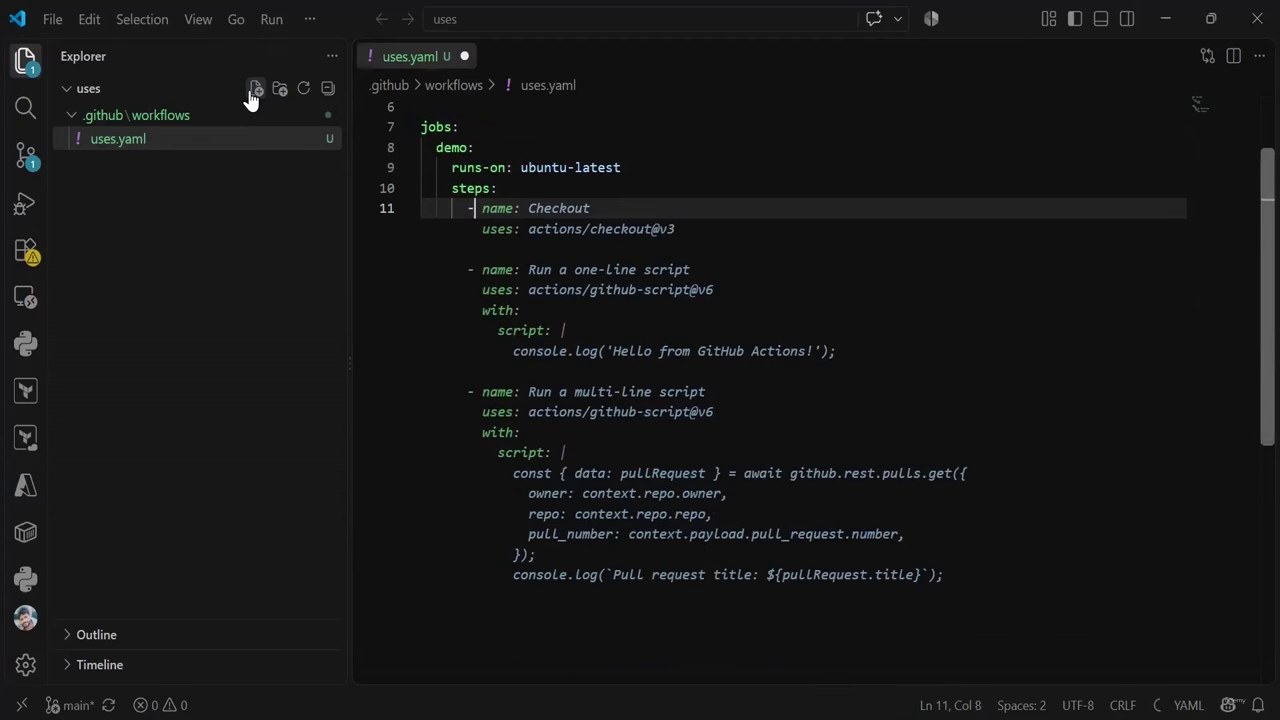 File Edit Selection View Go Run ···
uses
Explorer
uses
.github\workflows
! uses.yaml U
Outline
Timeline
! uses.yaml U
.github > workflows > ! uses.yaml
6
7 jobs:
8 demo:
9 runs-on: ubuntu-latest
10 steps:
11 - name: Checkout
uses: actions/checkout@v3
- name: Run a one-line script
uses: actions/github-script@v6
with:
script: |
console.log('Hello from GitHub Actions!');
- name: Run a multi-line script
uses: actions/github-script@v6
with:
script: |
const { data: pullRequest } = await github.rest.pulls.get({
owner: context.repo.owner,
repo: context.repo.repo,
pull_number: context.payload.pull_request.number,
});
console.log(`Pull request title: ${pullRequest.title}`);
1
1
main* 0 0 Ln 11, Col 8 Spaces: 2 UTF-8 CRLF YAML